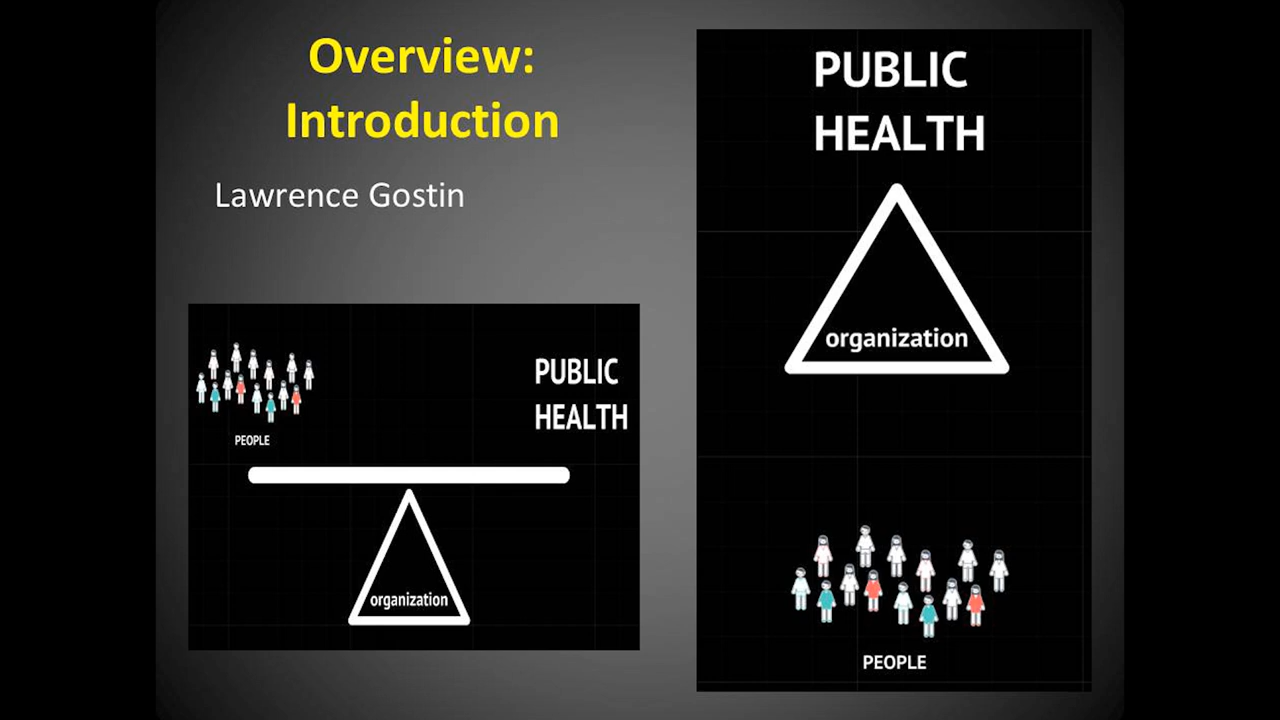 Overview:
Introduction
Lawrence Gostin
PEOPLE
PUBLIC
HEALTH
organization
PUBLIC
HEALTH
organization
PEOPLE